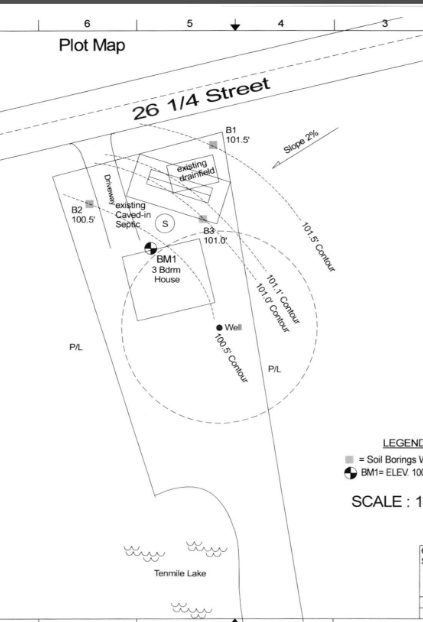 6 5 4 3
Plot Map
26 1/4 Street
B1
101.5'
Slope 2%
existing
drainfield
Driveway
existing
Caved-in
Septic
S
B2
100.5'
B3
101.0'
BM1
3 Bdrm
House
101.5' Contour
101.1' Contour
101.0' Contour
Well
100.5' Contour
P/L
P/L
LEGEND
= Soil Borings
BM1= ELEV. 100
SCALE : 1
Tenmile Lake